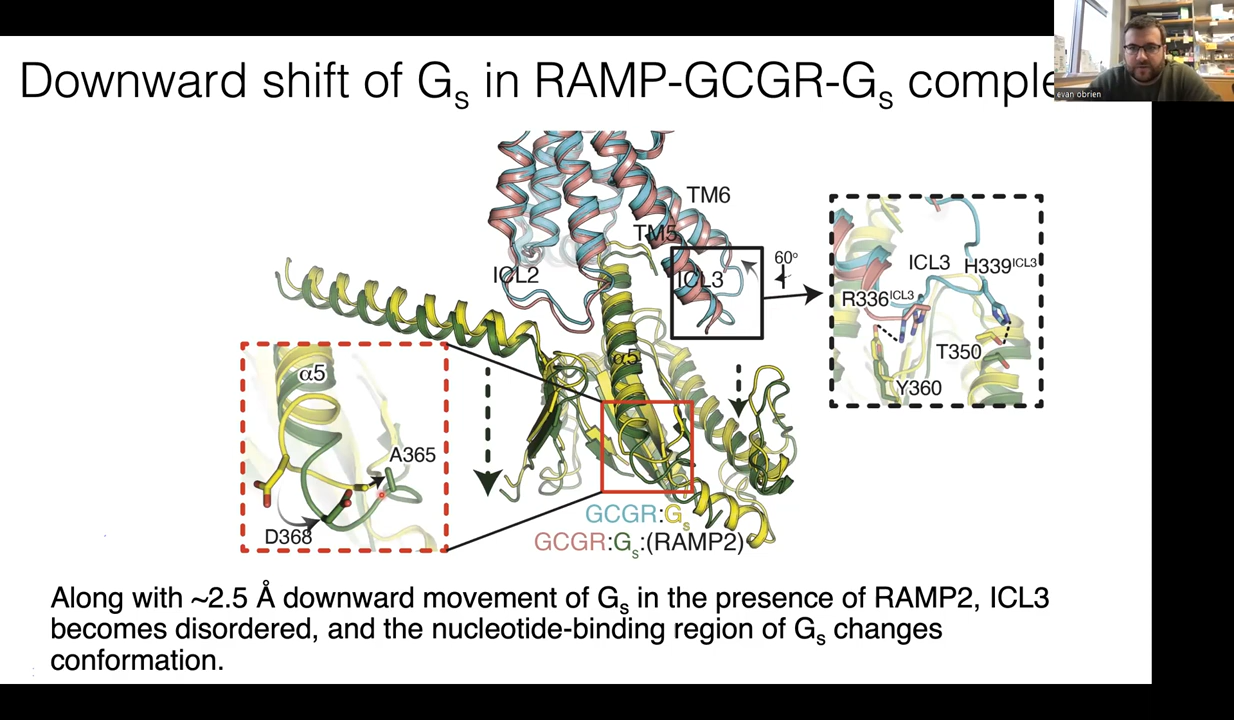 Downward shift of Gs in RAMP-GCGR-Gs comple
evan obrien
TM6
TM5
ICL2
ICL3
60°
ICL3
H339ICL3
R336ICL3
T350
Y360
α5
α5
A365
D368
GCGR:Gs
GCGR:Gs:(RAMP2)
Along with ~2.5 Å downward movement of Gs in the presence of RAMP2, ICL3
becomes disordered, and the nucleotide-binding region of Gs changes
conformation.